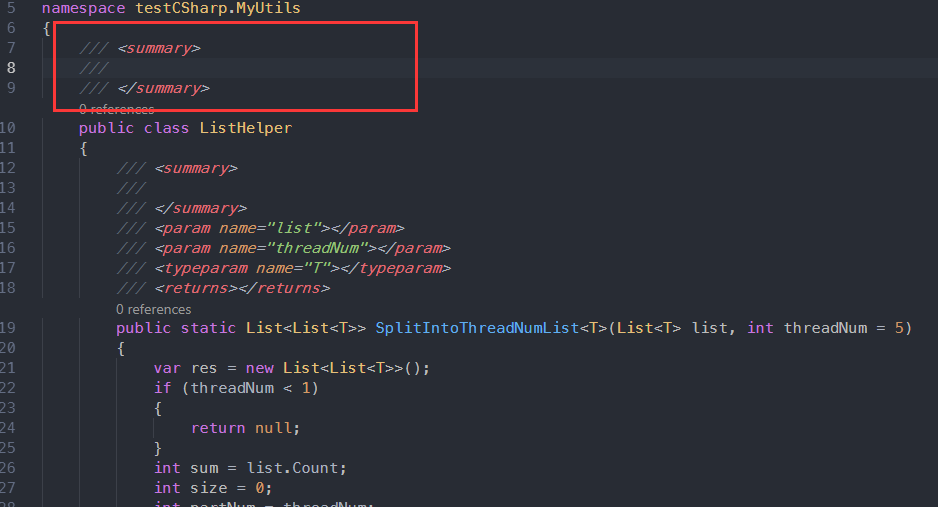 5 namespace testCSharp.MyUtils
6 {
7 /// <summary>
8 ///
9 /// </summary>
0 references
10 public class ListHelper
11 {
12 /// <summary>
13 ///
14 /// </summary>
15 /// <param name="list"></param>
16 /// <param name="threadNum"></param>
17 /// <typeparam name="T"></typeparam>
18 /// <returns></returns>
0 references
19 public static List<List<T>> SplitIntoThreadNumList<T>(List<T> list, int threadNum = 5)
20 {
21 var res = new List<List<T>>();
22 if (threadNum < 1)
23 {
24 return null;
25 }
26 int sum = list.Count;
27 int size = 0;
28 int partNum = threadNum;